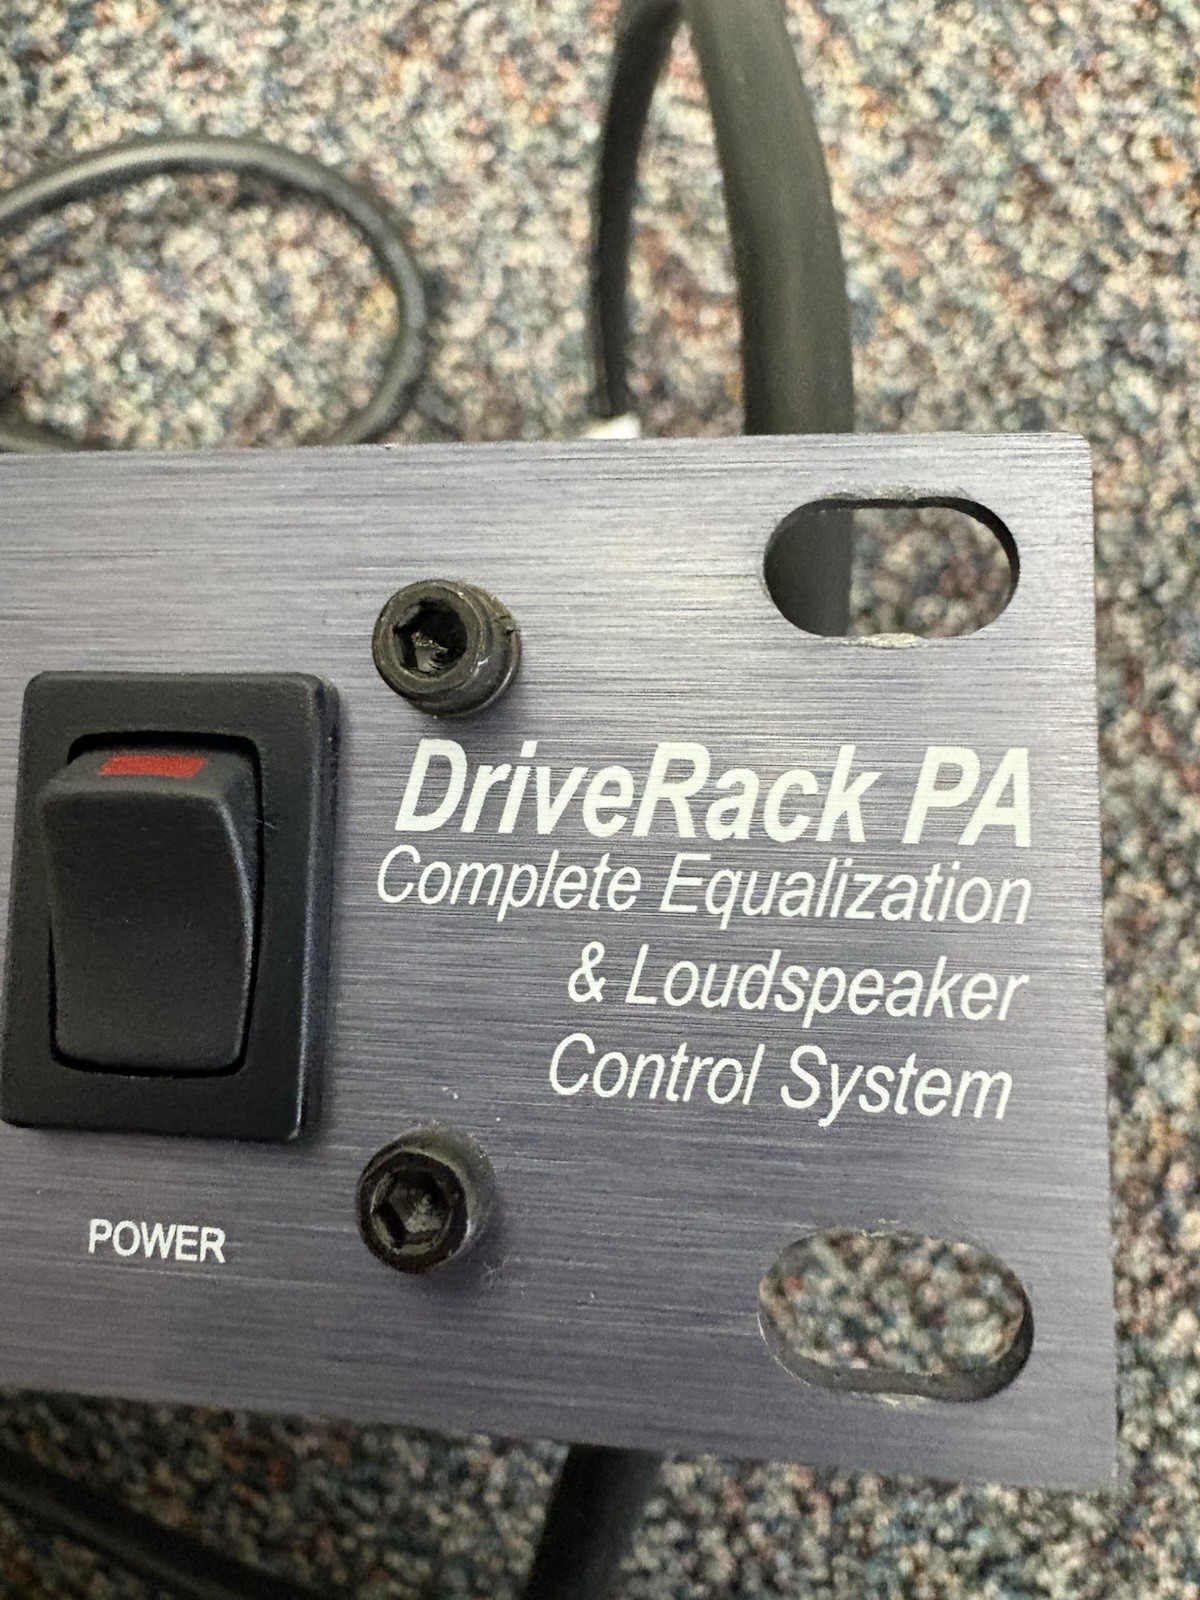 DriveRack PA
Complete Equalization
& Loudspeaker
Control System
POWER